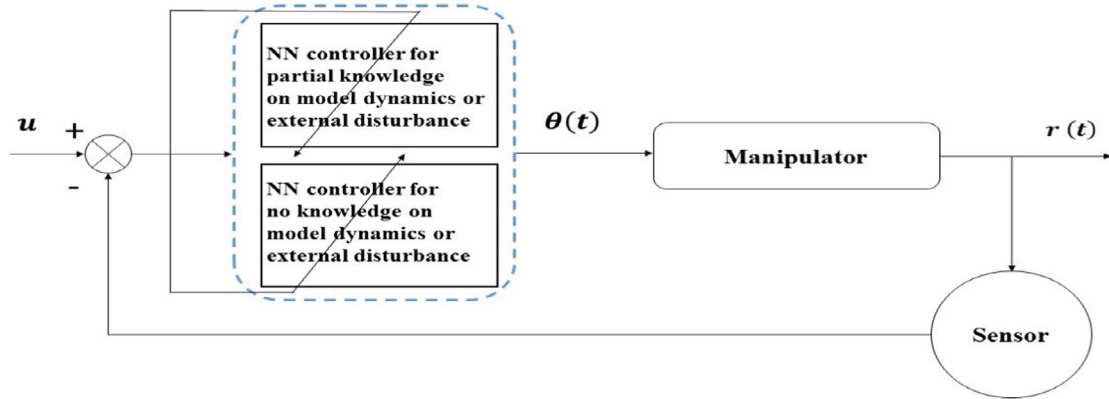 NN controller for
partial knowledge
on model dynamics or
external disturbance
u
+
-
θ(t)
Manipulator
r (t)
NN controller for
no knowledge on
model dynamics or
external disturbance
Sensor